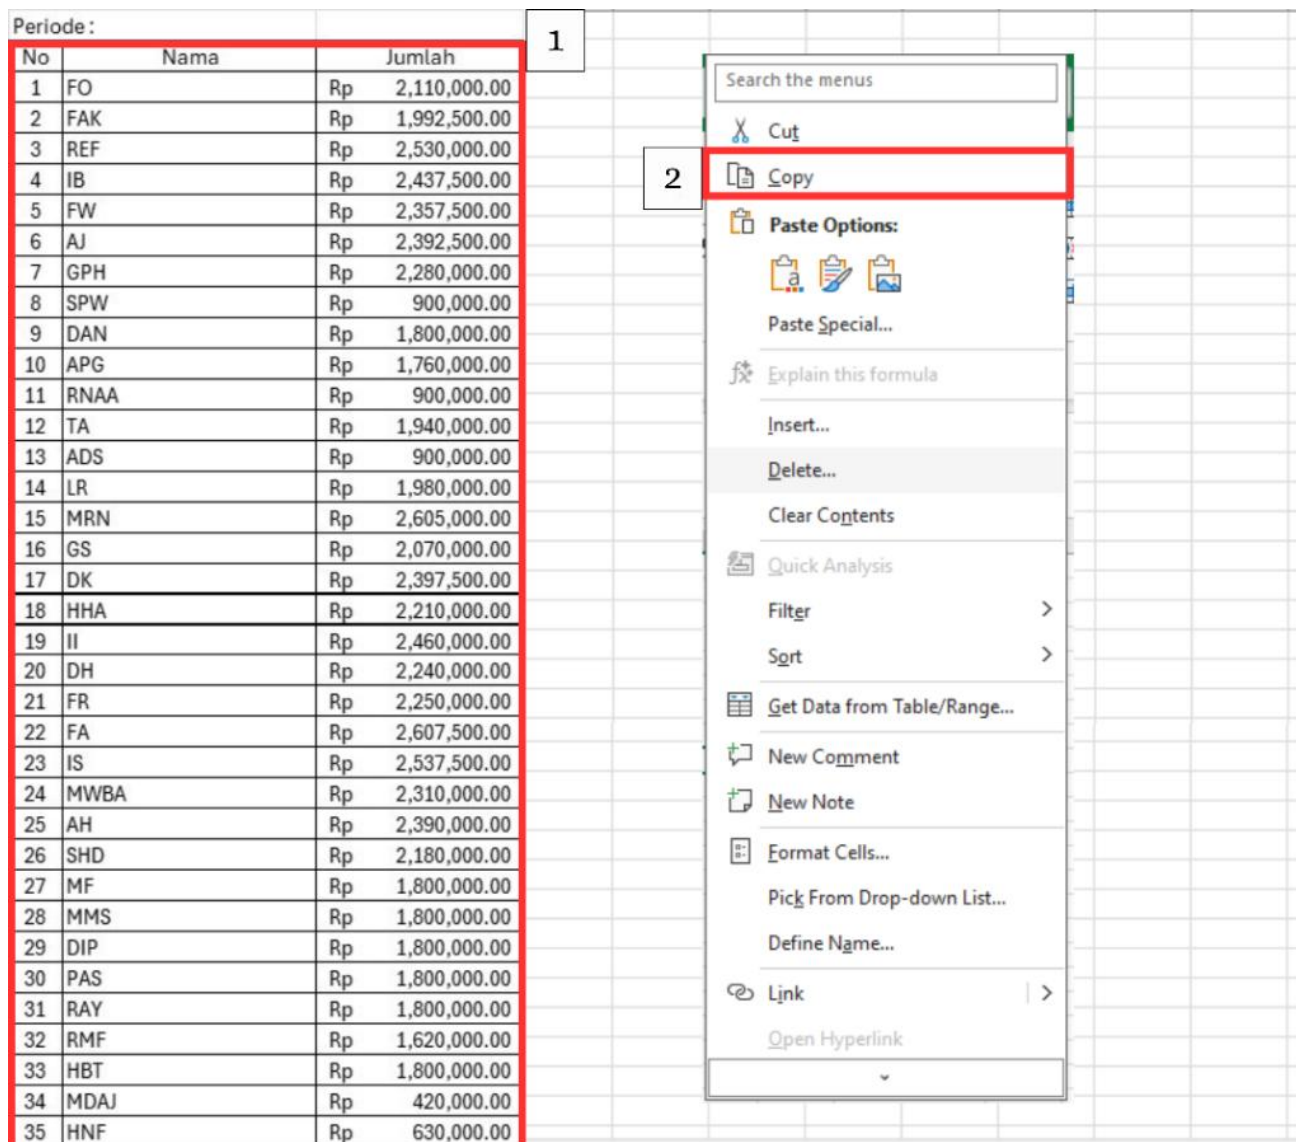 Periode :
1
No Nama Jumlah
1 FO Rp 2,110,000.00
2 FAK Rp 1,992,500.00
3 REF Rp 2,530,000.00
4 IB Rp 2,437,500.00
5 FW Rp 2,357,500.00
6 AJ Rp 2,392,500.00
7 GPH Rp 2,280,000.00
8 SPW Rp 900,000.00
9 DAN Rp 1,800,000.00
10 APG Rp 1,760,000.00
11 RNAA Rp 900,000.00
12 TA Rp 1,940,000.00
13 ADS Rp 900,000.00
14 LR Rp 1,980,000.00
15 MRN Rp 2,605,000.00
16 GS Rp 2,070,000.00
17 DK Rp 2,397,500.00
18 HHA Rp 2,210,000.00
19 II Rp 2,460,000.00
20 DH Rp 2,240,000.00
21 FR Rp 2,250,000.00
22 FA Rp 2,607,500.00
23 IS Rp 2,537,500.00
24 MWBA Rp 2,310,000.00
25 AH Rp 2,390,000.00
26 SHD Rp 2,180,000.00
27 MF Rp 1,800,000.00
28 MMS Rp 1,800,000.00
29 DIP Rp 1,800,000.00
30 PAS Rp 1,800,000.00
31 RAY Rp 1,800,000.00
32 RMF Rp 1,620,000.00
33 HBT Rp 1,800,000.00
34 MDAJ Rp 420,000.00
35 HNF Rp 630,000.00
Search the menus
Cut
2
Copy
Paste Options:
Paste Special...
Explain this formula
Insert...
Delete...
Clear Contents
Quick Analysis
Filter
Sort
Get Data from Table/Range...
New Comment
New Note
Format Cells...
Pick From Drop-down List...
Define Name...
Link
Open Hyperlink